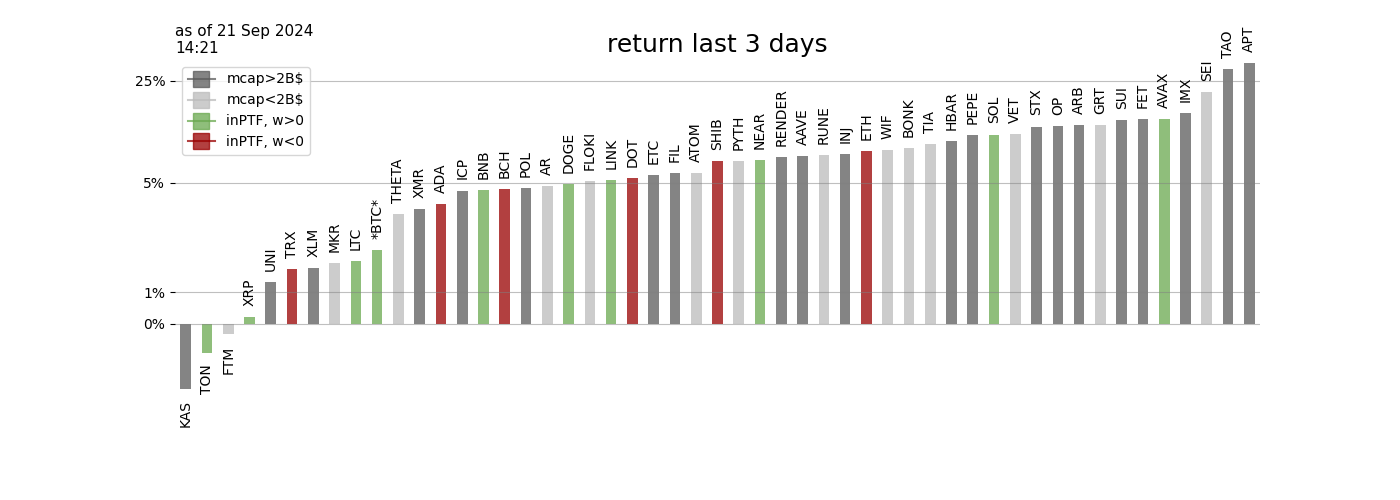 as of 21 Sep 2024
14:21
return last 3 days
mcap>2B$
mcap<2B$
inPTF, w>0
inPTF, w<0
25%
5%
1%
0%
KAS
TON
FTM
XRP
UNI
TRX
XLM
MKR
LTC
*BTC*
THETA
XMR
ADA
ICP
BNB
BCH
POL
AR
DOGE
FLOKI
LINK
DOT
ETC
FIL
ATOM
SHIB
PYTH
NEAR
RENDER
AAVE
RUNE
INJ
ETH
WIF
BONK
TIA
HBAR
PEPE
SOL
VET
STX
OP
ARB
GRT
SUI
FET
AVAX
IMX
SEI
TAO
APT